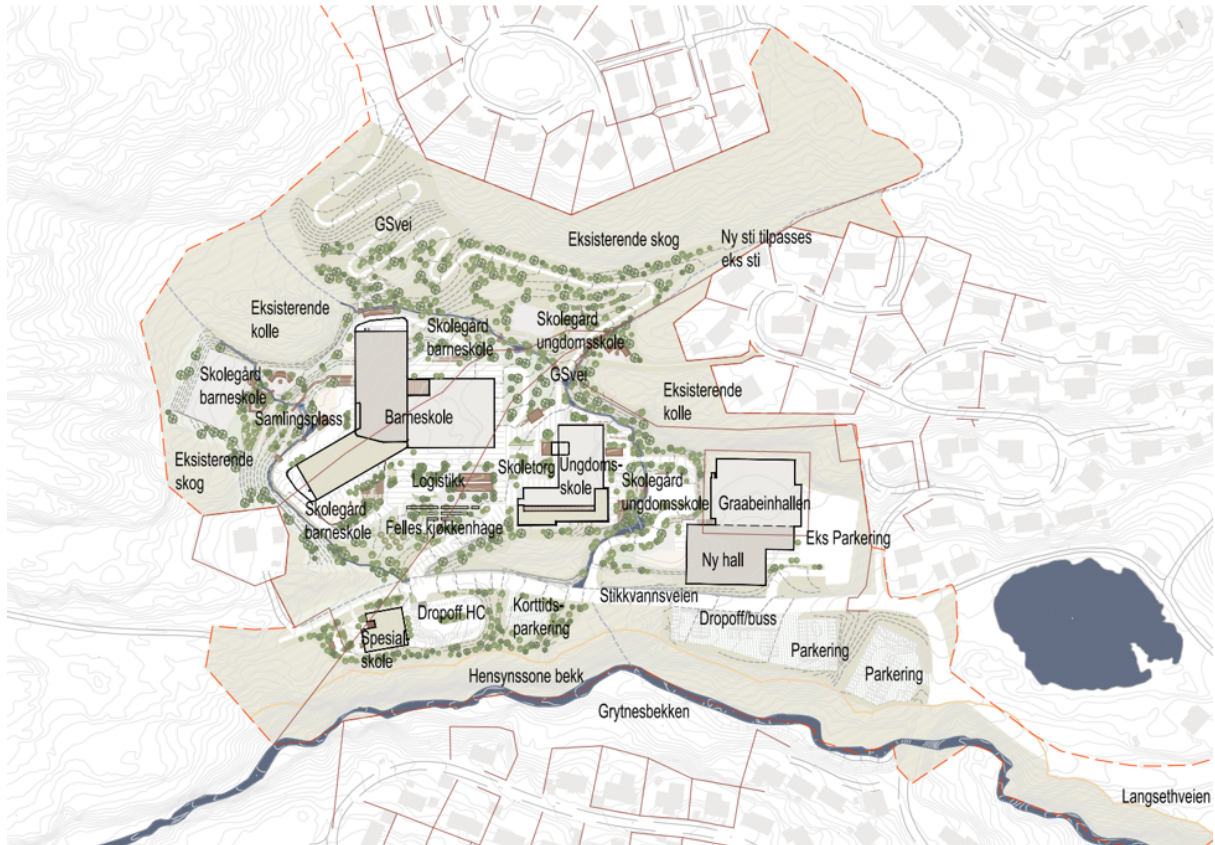 GSvei
Eksisterende skog
Ny sti tilpasses
eks sti
Eksisterende
kolle
Skolegård
barneskole
Skolegård
ungdomsskole
Skolegård
barneskole
GSvei
Eksisterende
kolle
Samlingsplass
Barneskole
Eksisterende
skog
Logistikk
Skoletorg
Ungdoms-
skole
Skolegård
ungdomsskole
Graabeinhallen
Skolegård
barneskole
Felles kjøkkenhage
Eks Parkering
Ny hall
Stikkvannsveien
Dropoff HC
Korttids-
parkering
Dropoff/buss
Spesial
skole
Parkering
Parkering
Hensynssone bekk
Grytnesbekken
Langsethveien